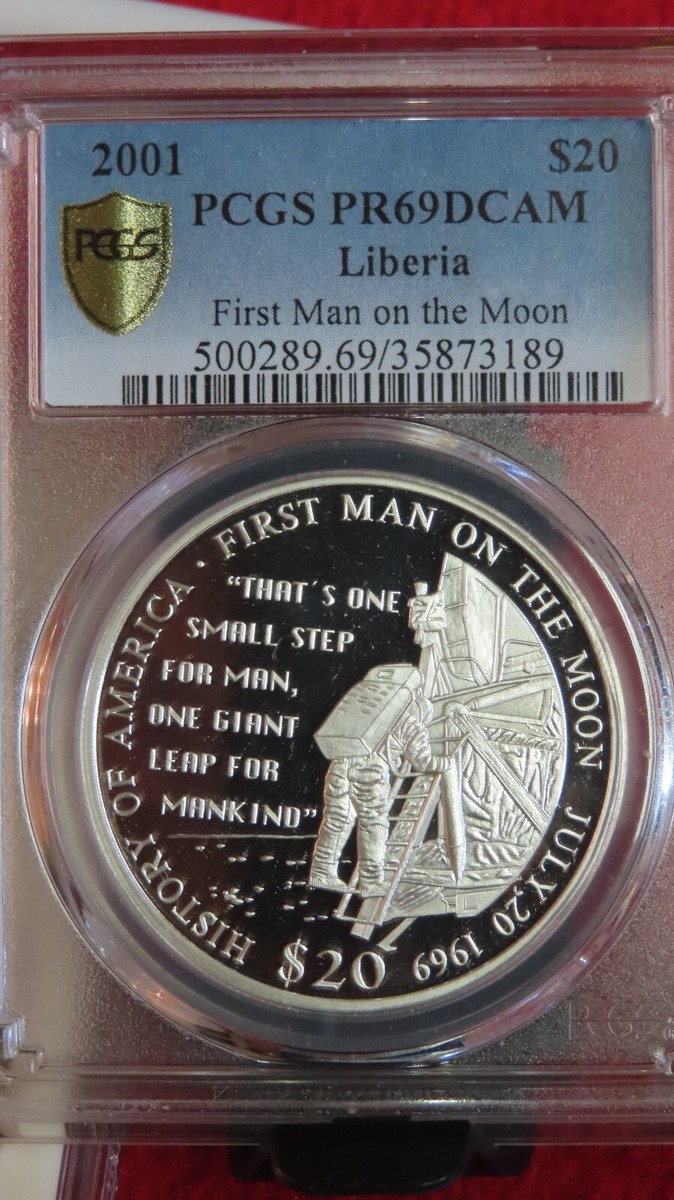 2001 $20
PCGS PCGS PR69DCAM
Liberia
First Man on the Moon
500289.69/35873189
HISTORY OF AMERICA · FIRST MAN ON THE MOON JULY.20 1969
"THAT´S ONE
SMALL STEP
FOR MAN,
ONE GIANT
LEAP FOR
MANKIND"
$20
PCGS